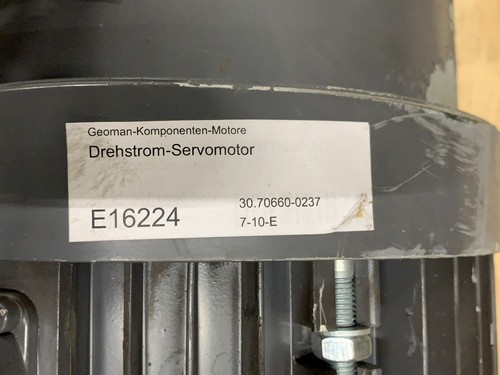 Geoman-Komponenten-Motore
Drehstrom-Servomotor
30.70660-0237
E16224
7-10-E